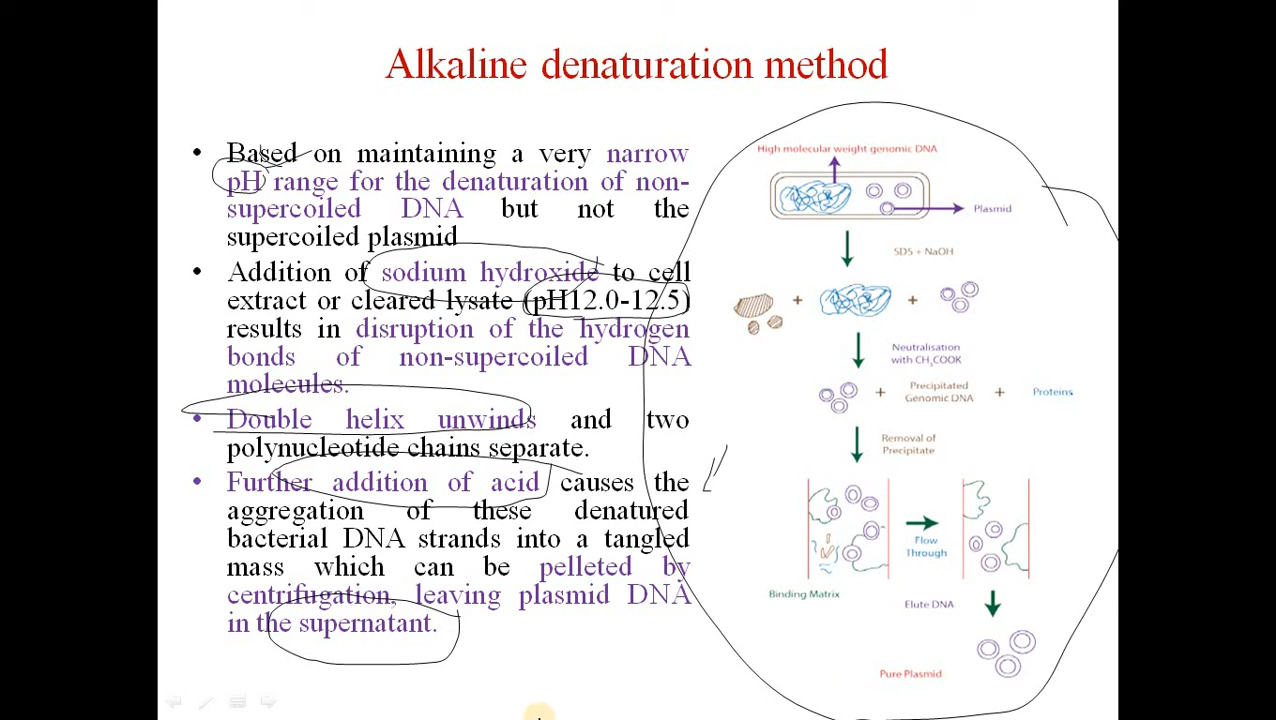 Alkaline denaturation method
• Based on maintaining a very narrow
pH range for the denaturation of non-
supercoiled DNA but not the
supercoiled plasmid
• Addition of sodium hydroxide to cell
extract or cleared lysate (pH12.0-12.5)
results in disruption of the hydrogen
bonds of non-supercoiled DNA
molecules.
• Double helix unwinds and two
polynucleotide chains separate.
• Further addition of acid causes the
aggregation of these denatured
bacterial DNA strands into a tangled
mass which can be pelleted by
centrifugation, leaving plasmid DNA
in the supernatant.
High molecular weight genomic DNA
Plasmid
SDS + NaOH
+ +
Neutralisation
with CH3COOK
+ Precipitated
Genomic DNA + Proteins
Removal of
Precipitate
Flow
Through
Binding Matrix
Elute DNA
Pure Plasmid